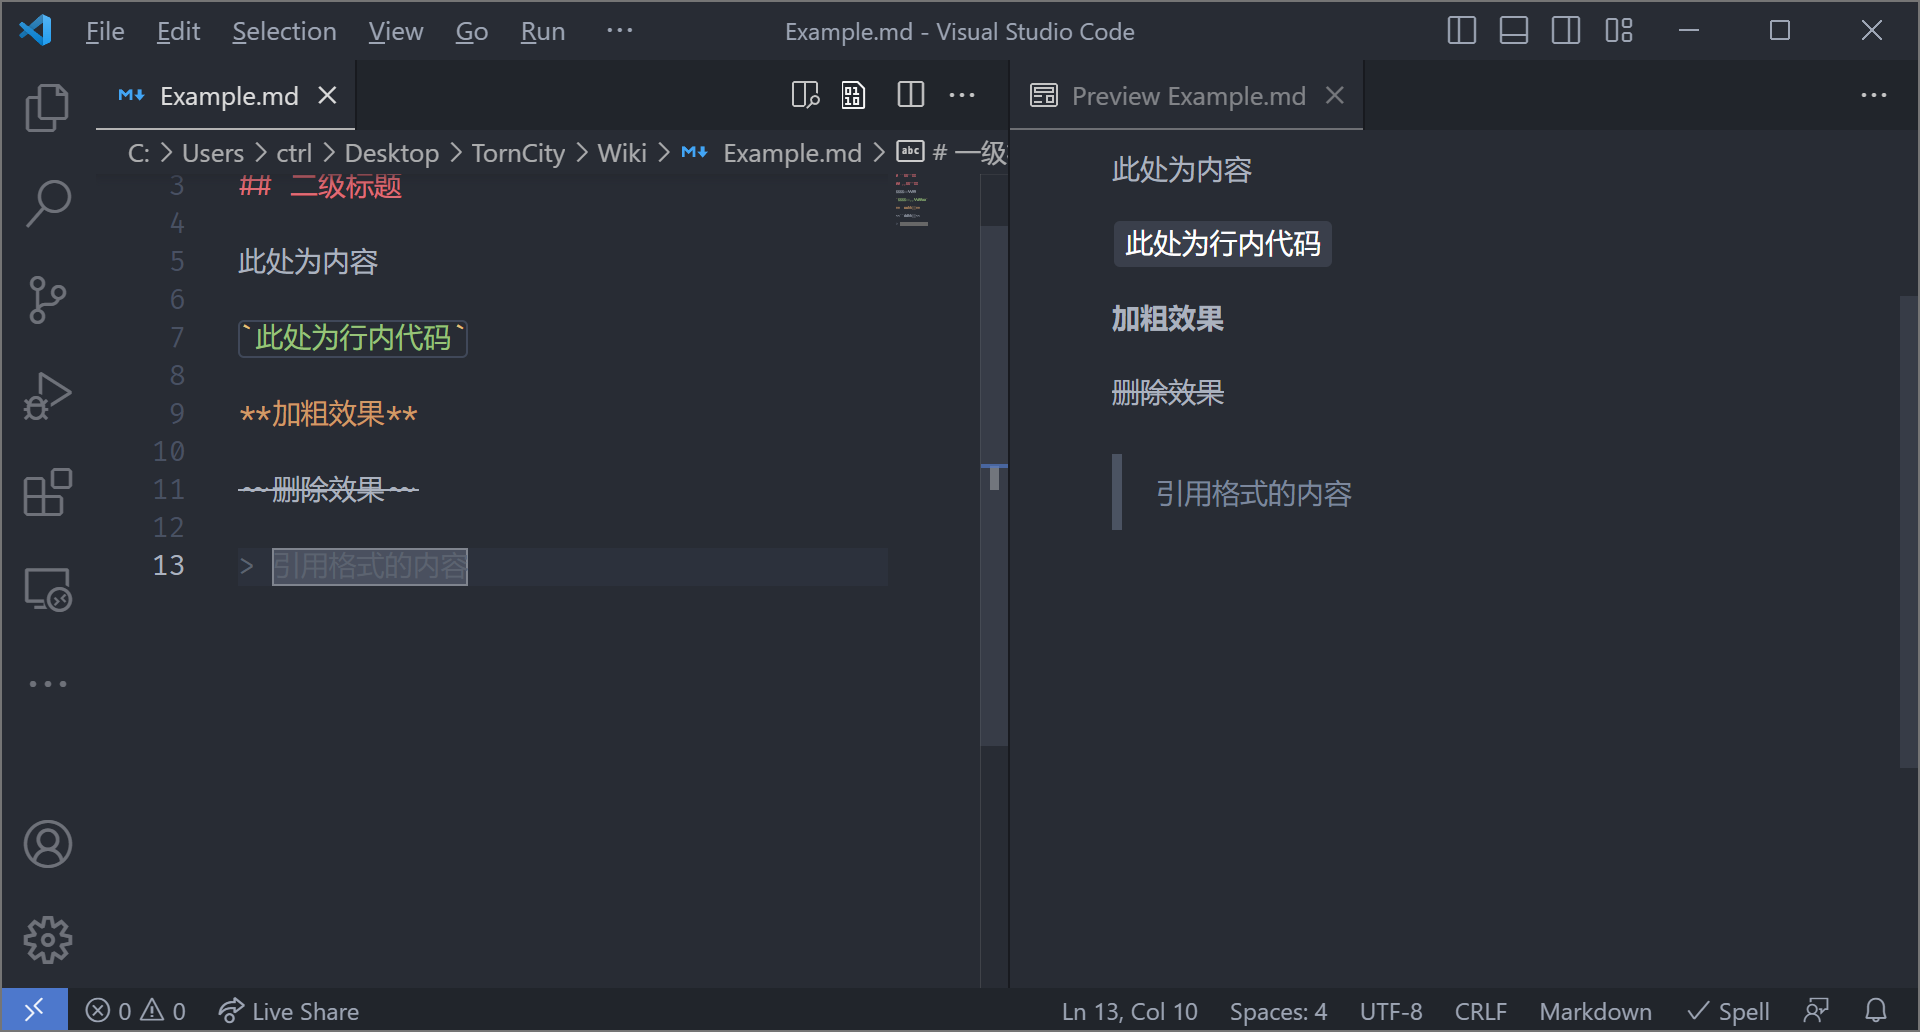 File Edit Selection View Go Run ··· Example.md - Visual Studio Code
Example.md
Preview Example.md
C: > Users > ctrl > Desktop > TornCity > Wiki > Example.md > # 一级
3 ## 二级标题
4
5 此处为内容
6
7 `此处为行内代码`
8
9 **加粗效果**
10
11 ~~删除效果~~
12
13 > 引用格式的内容
此处为内容
此处为行内代码
加粗效果
删除效果
引用格式的内容
0 0 Live Share Ln 13, Col 10 Spaces: 4 UTF-8 CRLF Markdown Spell